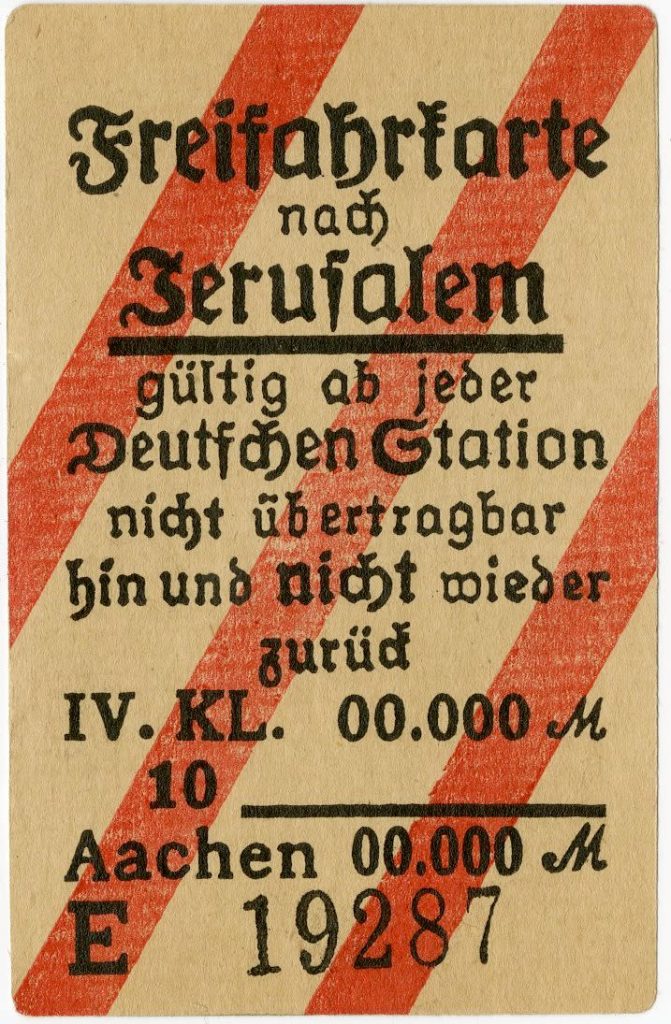 Freifahrkarte
nach
Jerusalem
gültig ab jeder
Deutschen Station
nicht übertragbar
hin und nicht wieder
zurück
IV. KL. 00.000 M
10
Aachen 00.000 M
E 19287